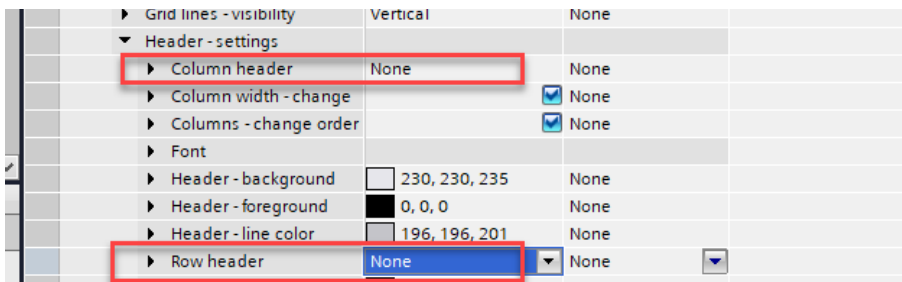 Grid lines - visibility Vertical None
Header - settings
Column header None None
Column width - change None
Columns - change order None
Font
Header - background 230, 230, 235 None
Header - foreground 0, 0, 0 None
Header - line color 196, 196, 201 None
Row header None None